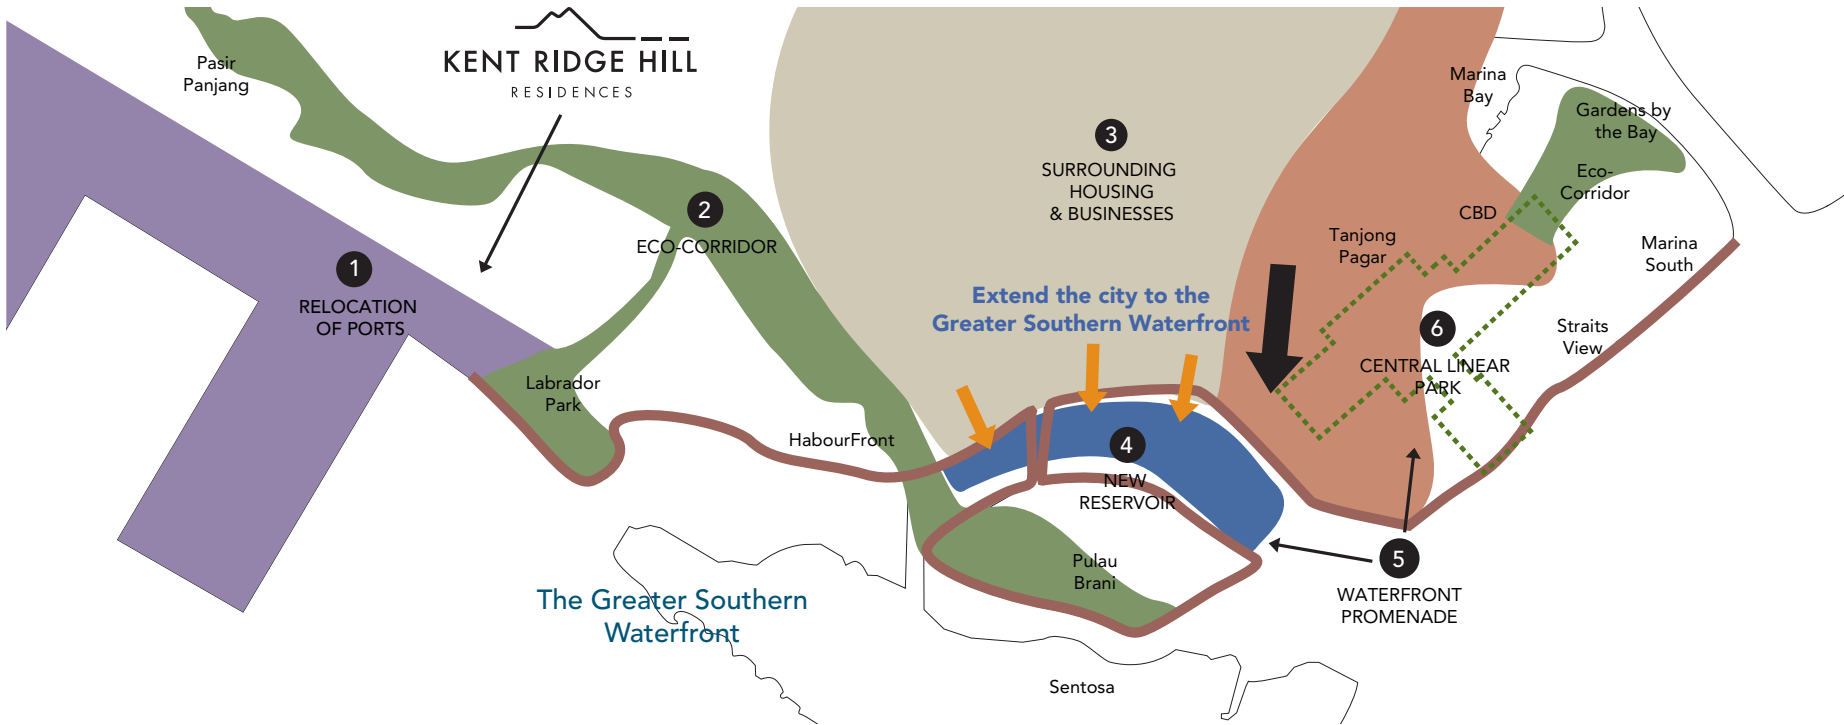 Pasir
Panjang
KENT RIDGE HILL
RESIDENCES
Marina
Bay
Gardens by
the Bay
3
SURROUNDING
HOUSING
& BUSINESSES
Eco-
Corridor
2
ECO-CORRIDOR
CBD
Tanjong
Pagar
Marina
South
1
RELOCATION
OF PORTS
Extend the city to the
Greater Southern Waterfront
6
CENTRAL LINEAR
PARK
Straits
View
Labrador
Park
HabourFront
4
NEW
RESERVOIR
5
WATERFRONT
PROMENADE
Pulau
Brani
The Greater Southern
Waterfront
Sentosa